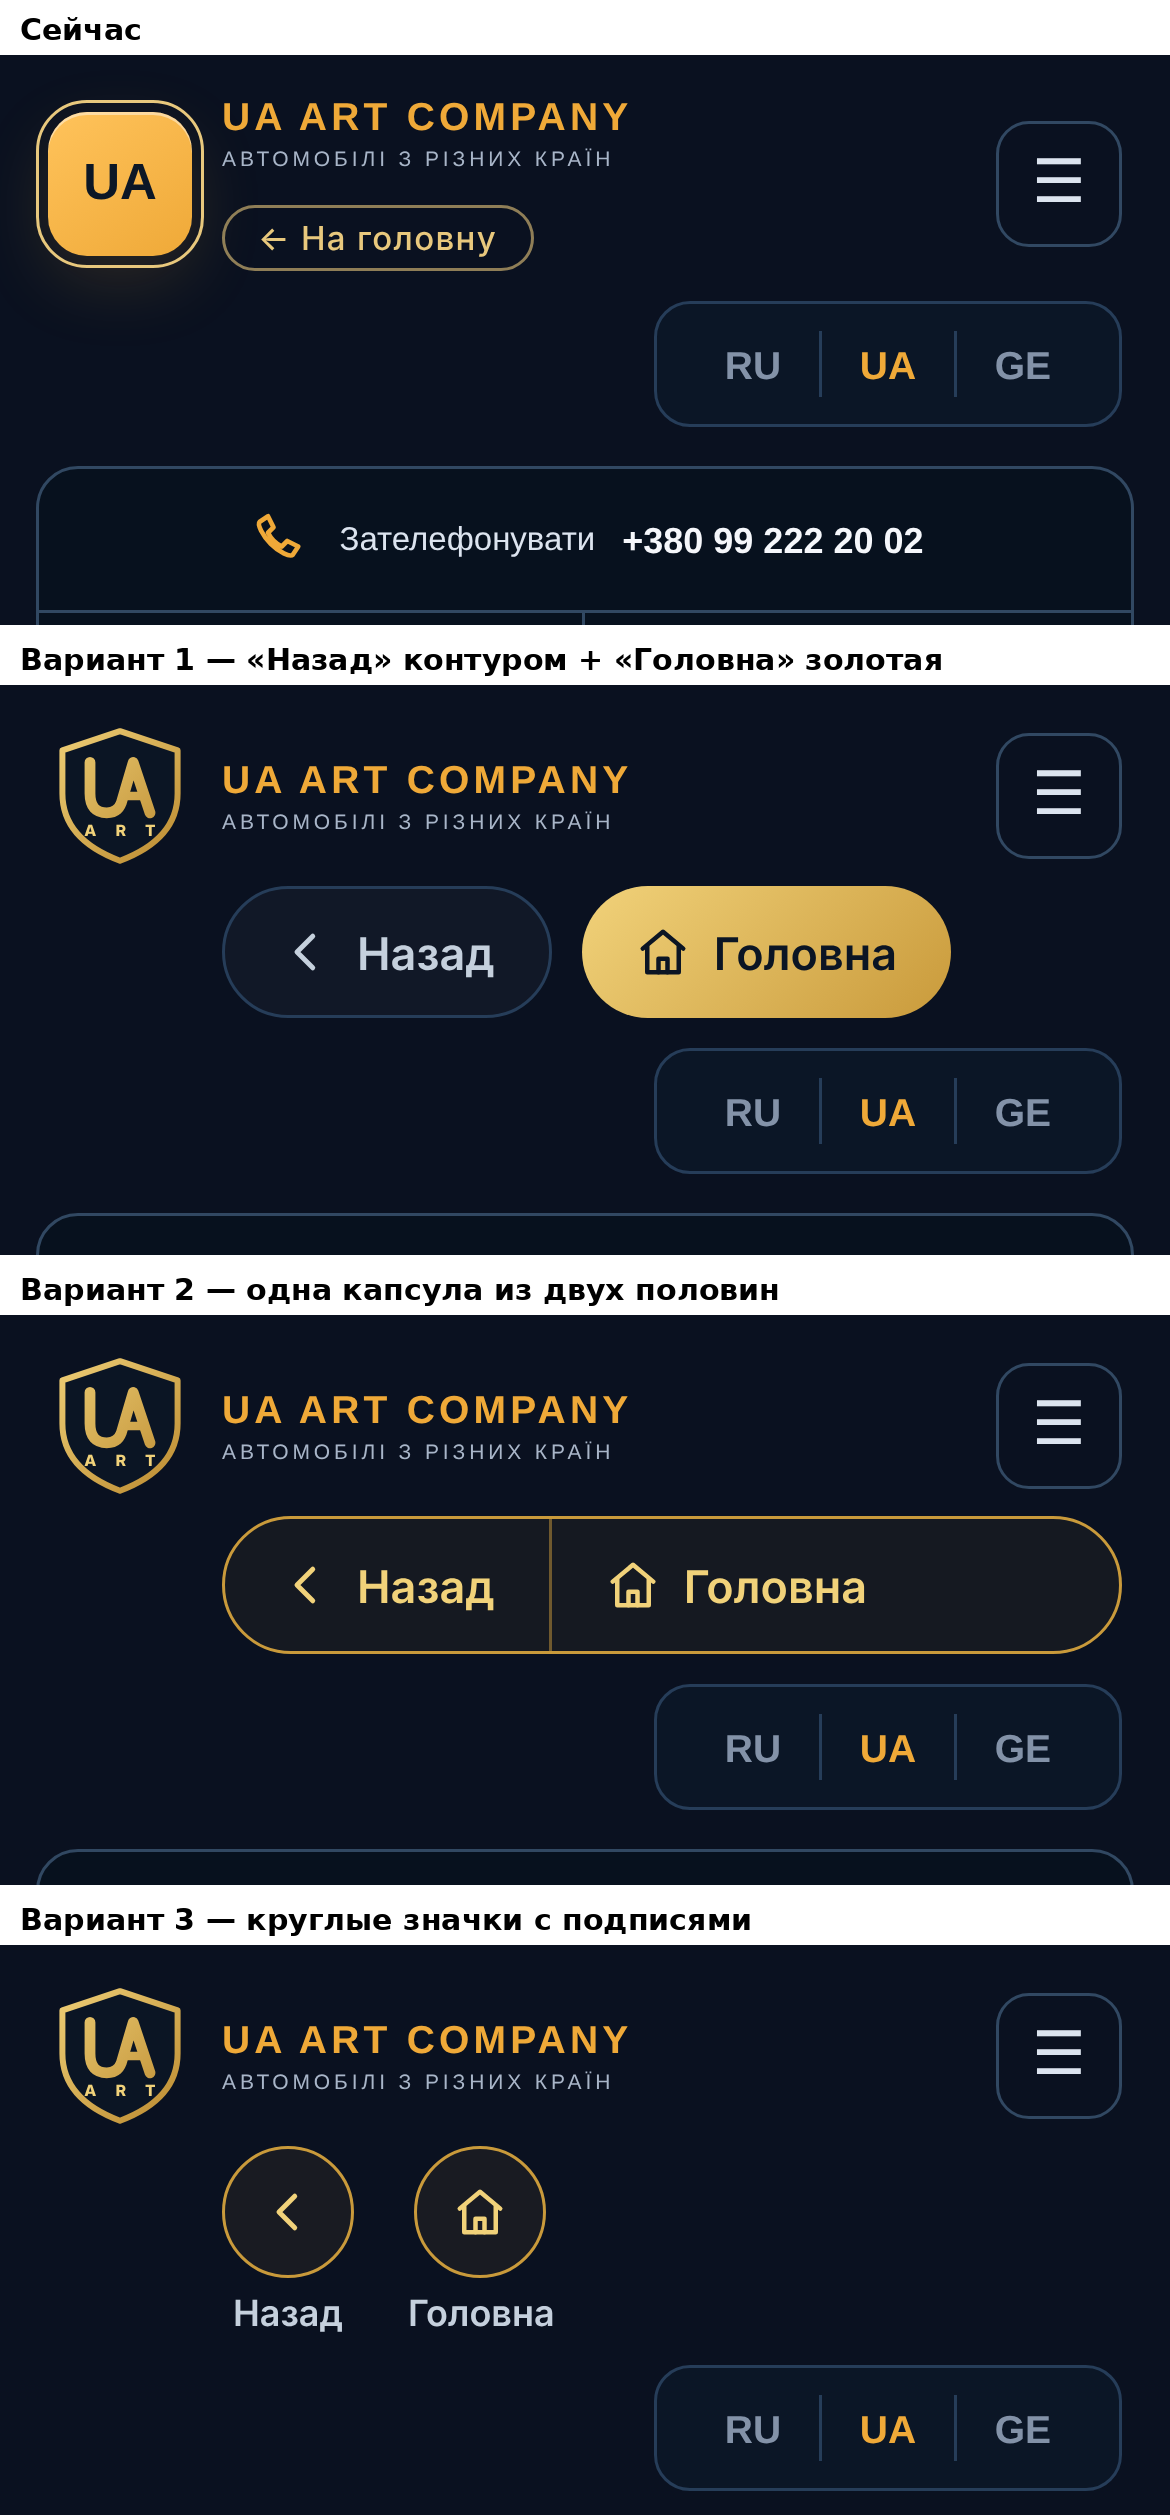 Сейчас
UA
UA ART COMPANY
АВТОМОБІЛІ З РІЗНИХ КРАЇН
← На головну
RU UA GE
Зателефонувати +380 99 222 20 02
Вариант 1 — «Назад» контуром + «Головна» золотая
UA
ART
UA ART COMPANY
АВТОМОБІЛІ З РІЗНИХ КРАЇН
Назад Головна
RU UA GE
Вариант 2 — одна капсула из двух половин
UA
ART
UA ART COMPANY
АВТОМОБІЛІ З РІЗНИХ КРАЇН
Назад Головна
RU UA GE
Вариант 3 — круглые значки с подписями
UA
ART
UA ART COMPANY
АВТОМОБІЛІ З РІЗНИХ КРАЇН
Назад Головна
RU UA GE